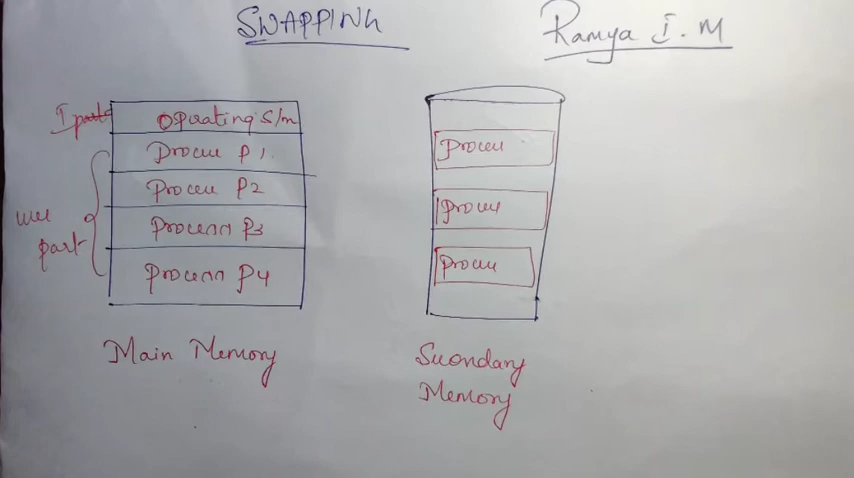 SWAPPING
Ramya I. M
I part
Operating S/m
Process P1.
Process P2
Process P3
Process P4
user
part
Main Memory
Process
Process
Process
Secondary
Memory